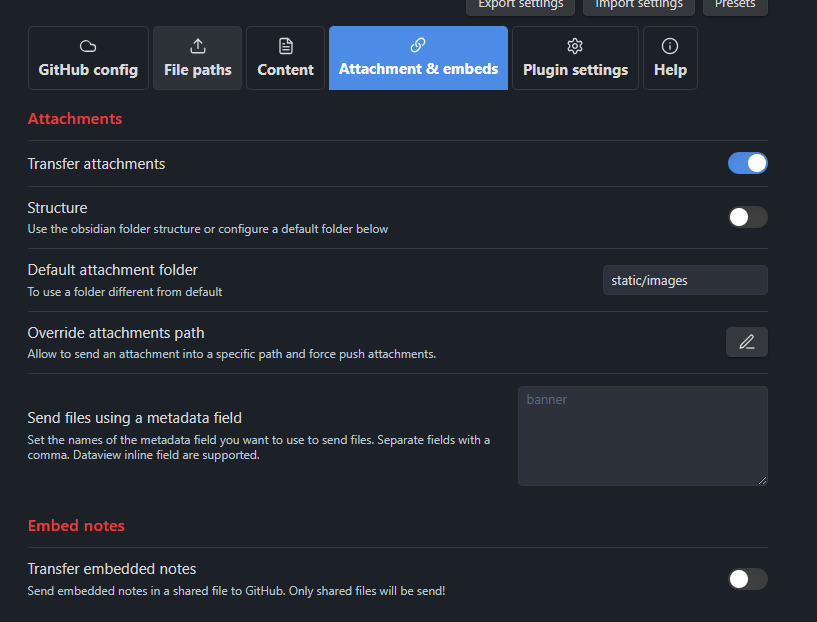 Export settings
Import settings
Presets
GitHub config
File paths
Content
Attachment & embeds
Plugin settings
Help
Attachments
Transfer attachments
Structure
Use the obsidian folder structure or configure a default folder below
Default attachment folder
To use a folder different from default
static/images
Override attachments path
Allow to send an attachment into a specific path and force push attachments.
banner
Send files using a metadata field
Set the names of the metadata field you want to use to send files. Separate fields with a
comma. Dataview inline field are supported.
Embed notes
Transfer embedded notes
Send embedded notes in a shared file to GitHub. Only shared files will be send!